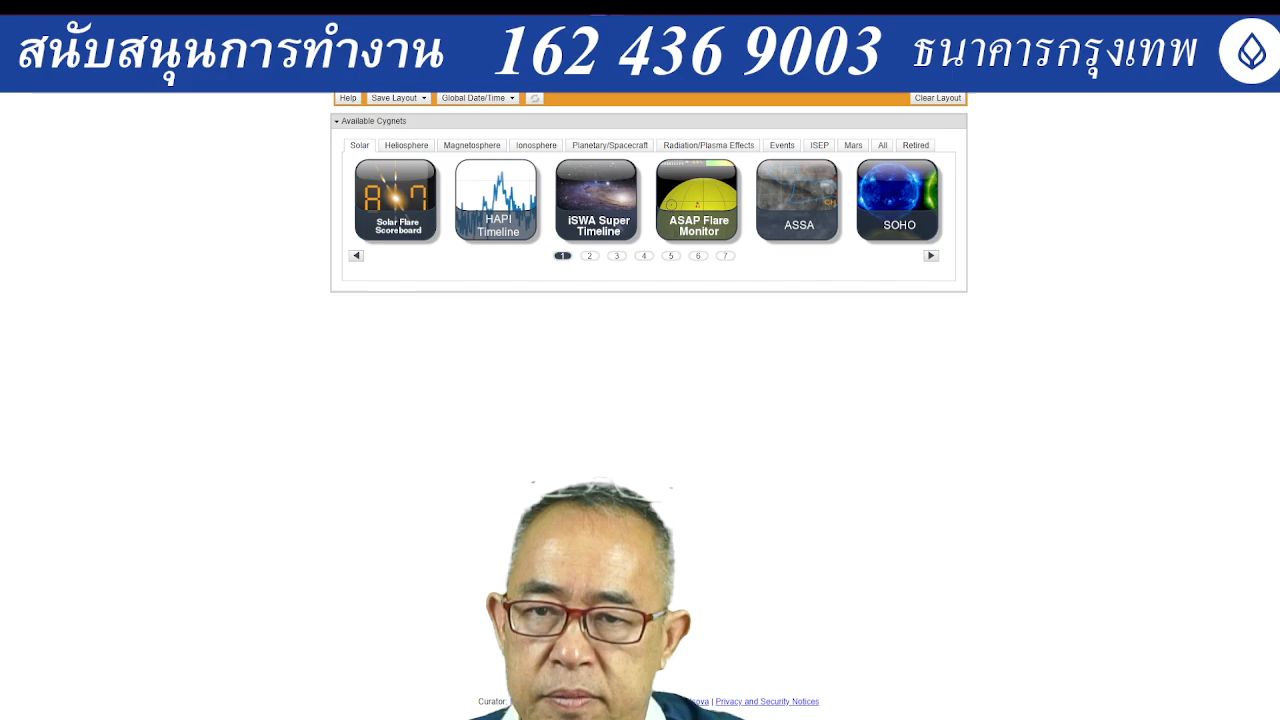 สนับสนุนการทำงาน 162 436 9003 ธนาคารกรุงเทพ
Help Save Layout Global Date/Time Clear Layout
Available Cygnets
Solar Heliosphere Magnetosphere Ionosphere Planetary/Spacecraft Radiation/Plasma Effects Events ISEP Mars All Retired
Solar Flare Scoreboard
HAPI Timeline
iSWA Super Timeline
ASAP Flare Monitor
ASSA
SOHO
1 2 3 4 5 6 7
Curator: | Privacy and Security Notices